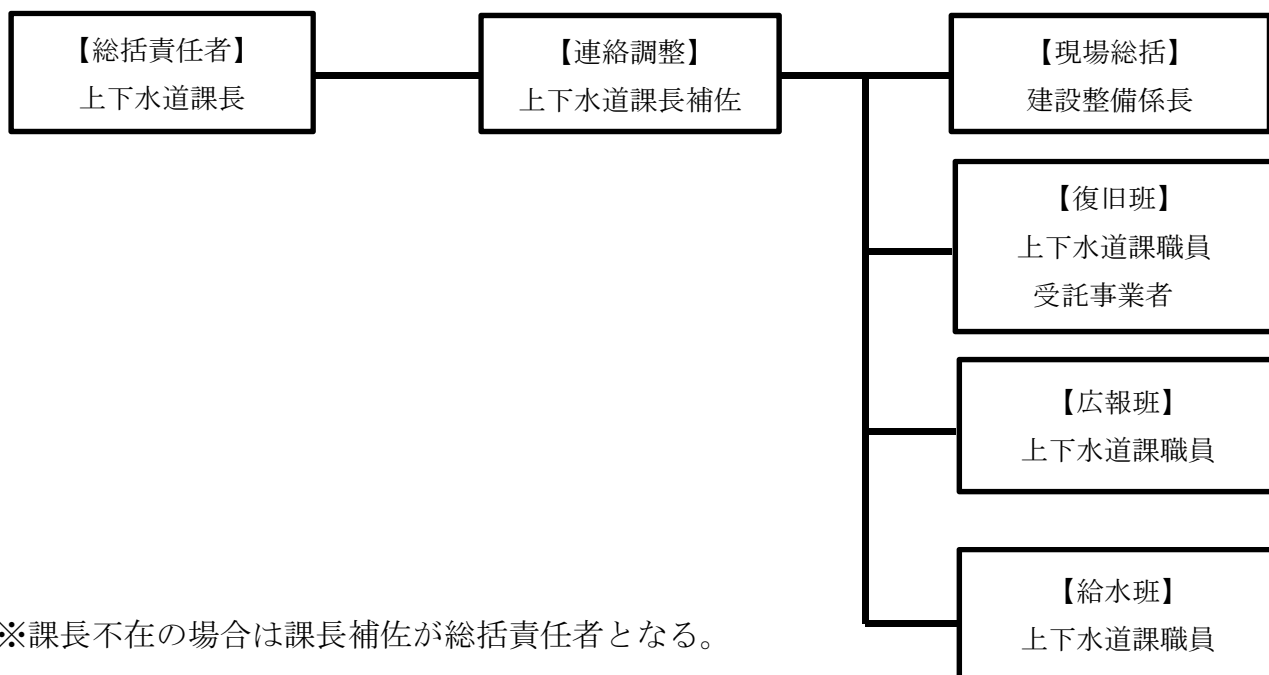 【総括責任者】
上下水道課長
【連絡調整】
上下水道課長補佐
【現場総括】
建設整備係長
【復旧班】
上下水道課職員
受託事業者
【広報班】
上下水道課職員
【給水班】
上下水道課職員
※課長不在の場合は課長補佐が総括責任者となる。